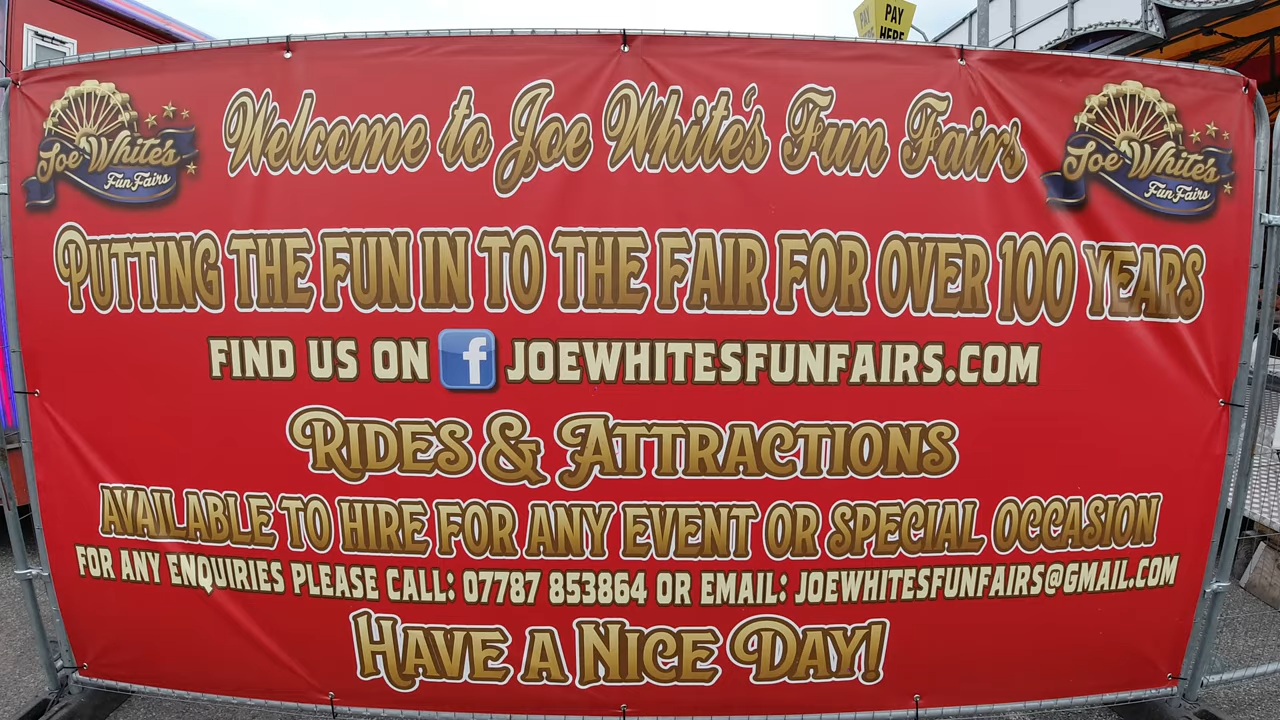 PAY HERE
PAY
Joe White's
Fun Fairs
Welcome to Joe White's Fun Fairs
Joe White's
Fun Fairs
PUTTING THE FUN IN TO THE FAIR FOR OVER 100 YEARS
FIND US ON f JOEWHITESFUNFAIRS.COM
RIDES & ATTRACTIONS
AVAILABLE TO HIRE FOR ANY EVENT OR SPECIAL OCCASION
FOR ANY ENQUIRIES PLEASE CALL: 07787 853864 OR EMAIL: JOEWHITESFUNFAIRS@GMAIL.COM
HAVE A NICE DAY!